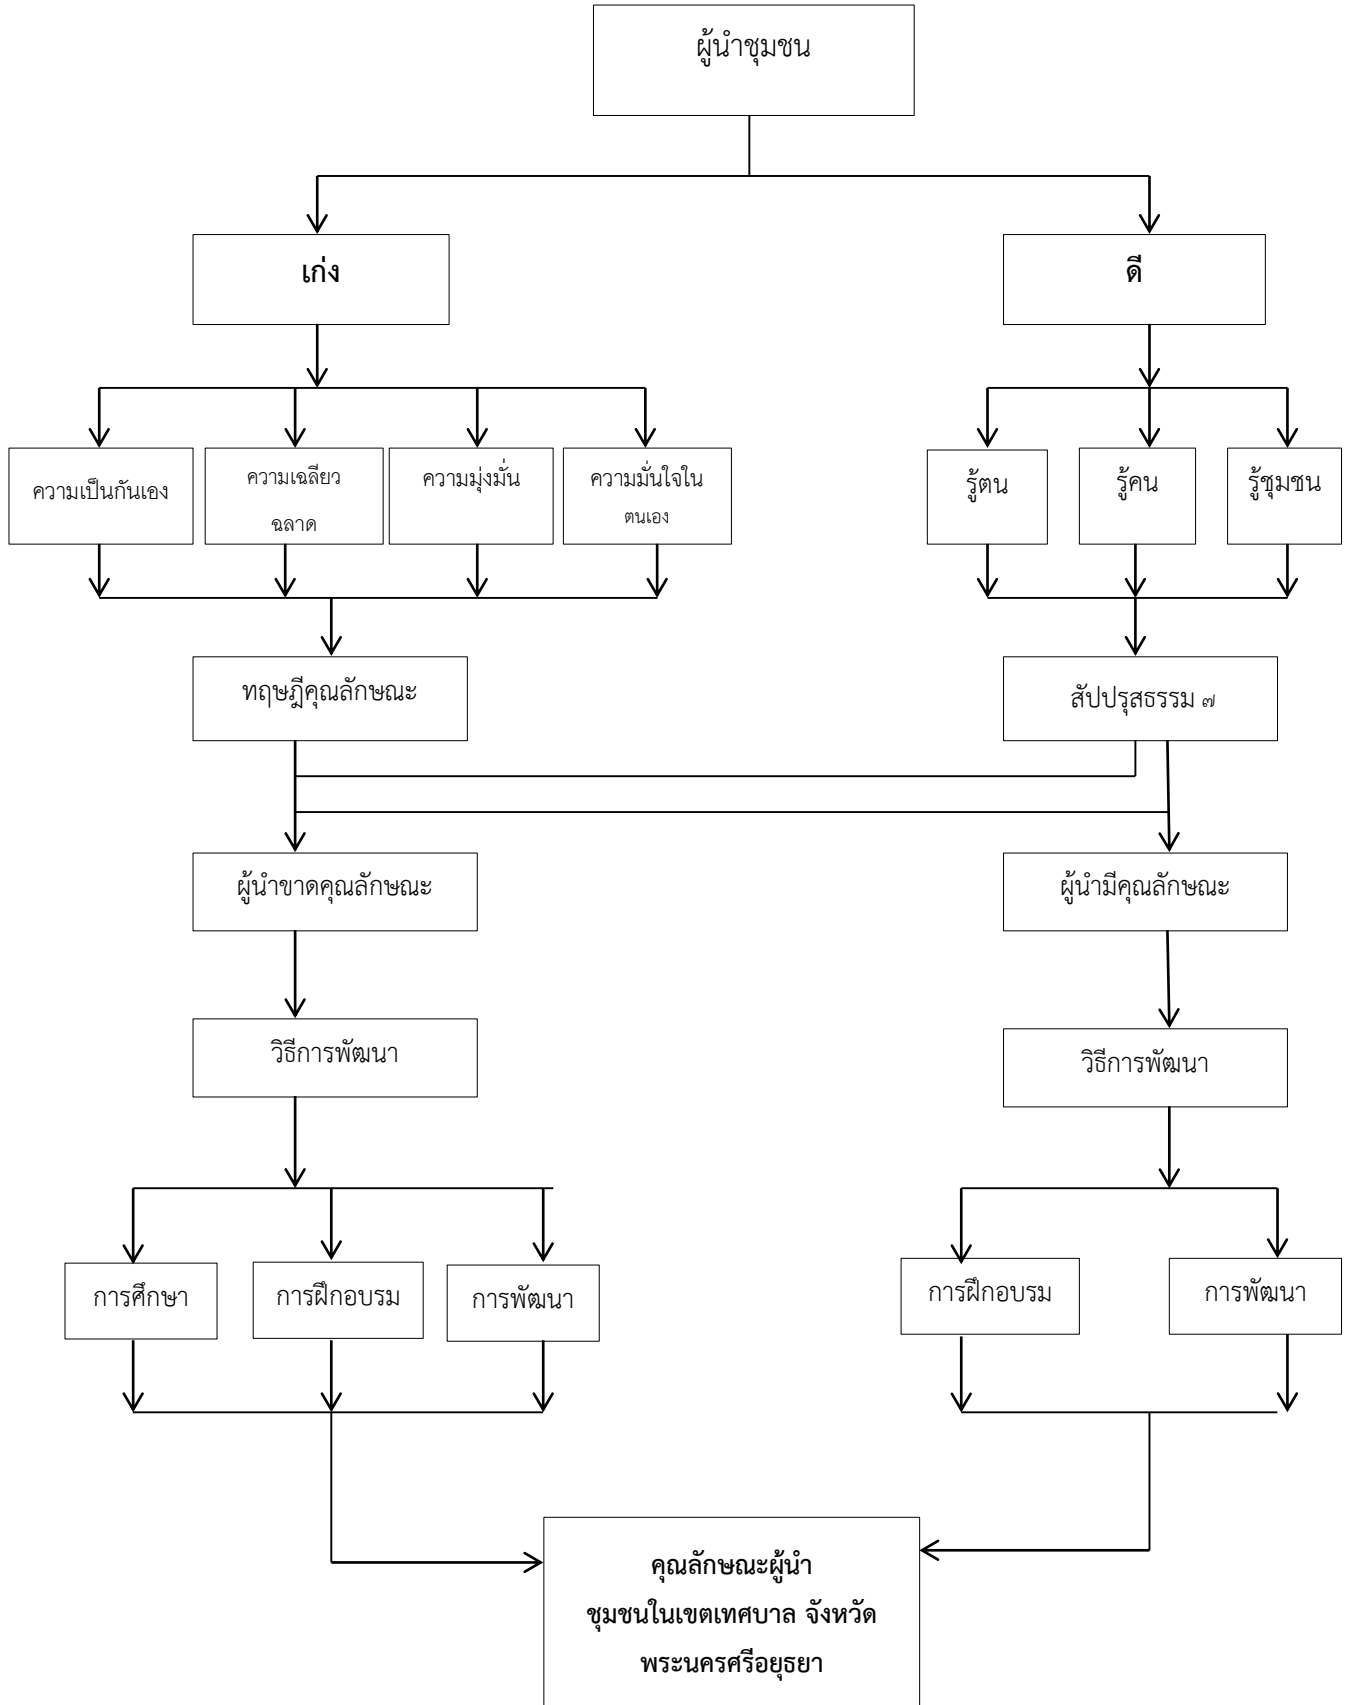 ผู้นำชุมชน
เก่ง
ดี
ความเป็นกันเอง
ความเฉลียว
ฉลาด
ความมุ่งมั่น
ความมั่นใจใน
ตนเอง
รู้ตน
รู้คน
รู้ชุมชน
ทฤษฎีคุณลักษณะ
สัปปรุสธรรม ๗
ผู้นำขาดคุณลักษณะ
ผู้นำมีคุณลักษณะ
วิธีการพัฒนา
วิธีการพัฒนา
การศึกษา
การฝึกอบรม
การพัฒนา
การฝึกอบรม
การพัฒนา
คุณลักษณะผู้นำ
ชุมชนในเขตเทศบาล จังหวัด
พระนครศรีอยุธยา